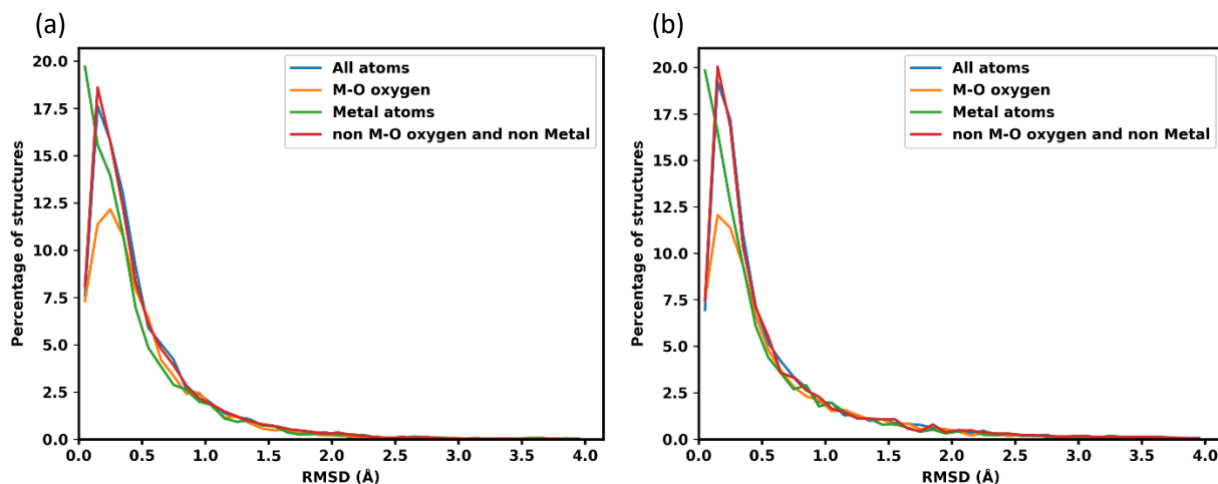 (a)
20.0
17.5
15.0
12.5
10.0
7.5
5.0
2.5
0.0
Percentage of structures
All atoms
M-O oxygen
Metal atoms
non M-O oxygen and non Metal
0.0 0.5 1.0 1.5 2.0 2.5 3.0 3.5 4.0
RMSD (Å)
(b)
20.0
17.5
15.0
12.5
10.0
7.5
5.0
2.5
0.0
Percentage of structures
All atoms
M-O oxygen
Metal atoms
non M-O oxygen and non Metal
0.0 0.5 1.0 1.5 2.0 2.5 3.0 3.5 4.0
RMSD (Å)